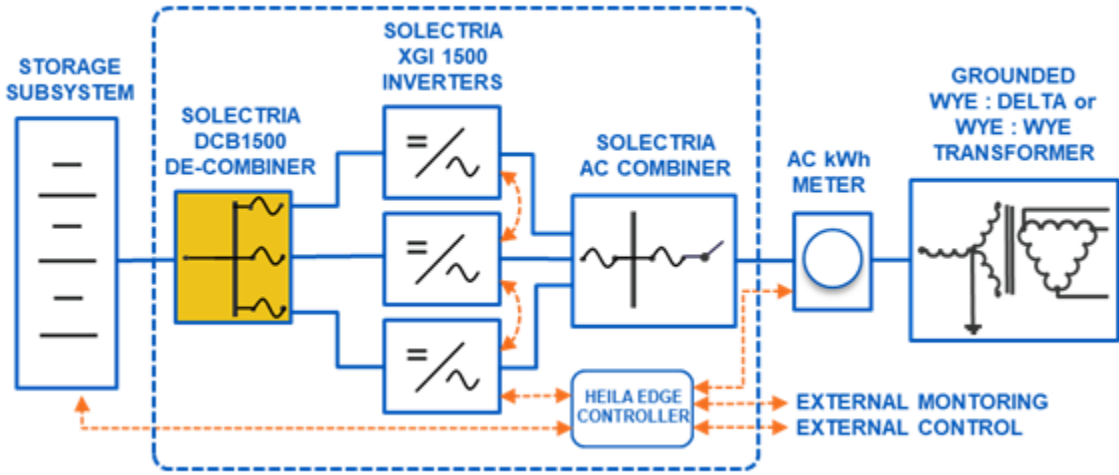 STORAGE
SUBSYSTEM
SOLECTRIA
DCB1500
DE-COMBINER
SOLECTRIA
XGI 1500
INVERTERS
SOLECTRIA
AC COMBINER
AC kWh
METER
GROUNDED
WYE : DELTA or
WYE : WYE
TRANSFORMER
HEILA EDGE
CONTROLLER
EXTERNAL MONTORING
EXTERNAL CONTROL